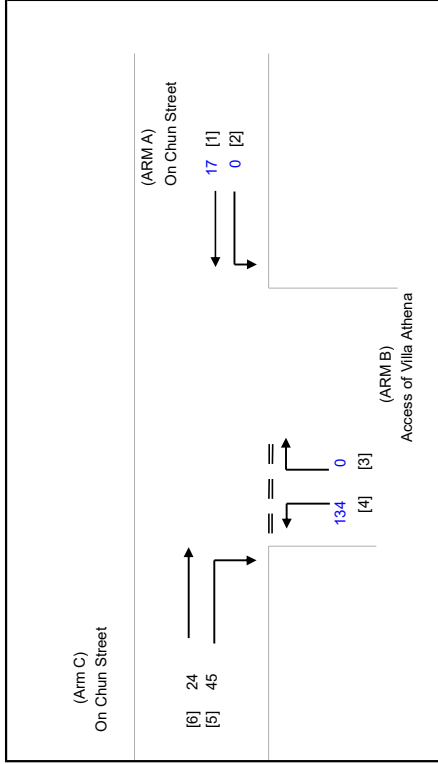 (Arm C)
On Chun Street
[6] 24
[5] 45
(ARM A)
On Chun Street
17 [1]
0 [2]
134
[4]
0
[3]
(ARM B)
Access of Villa Athena